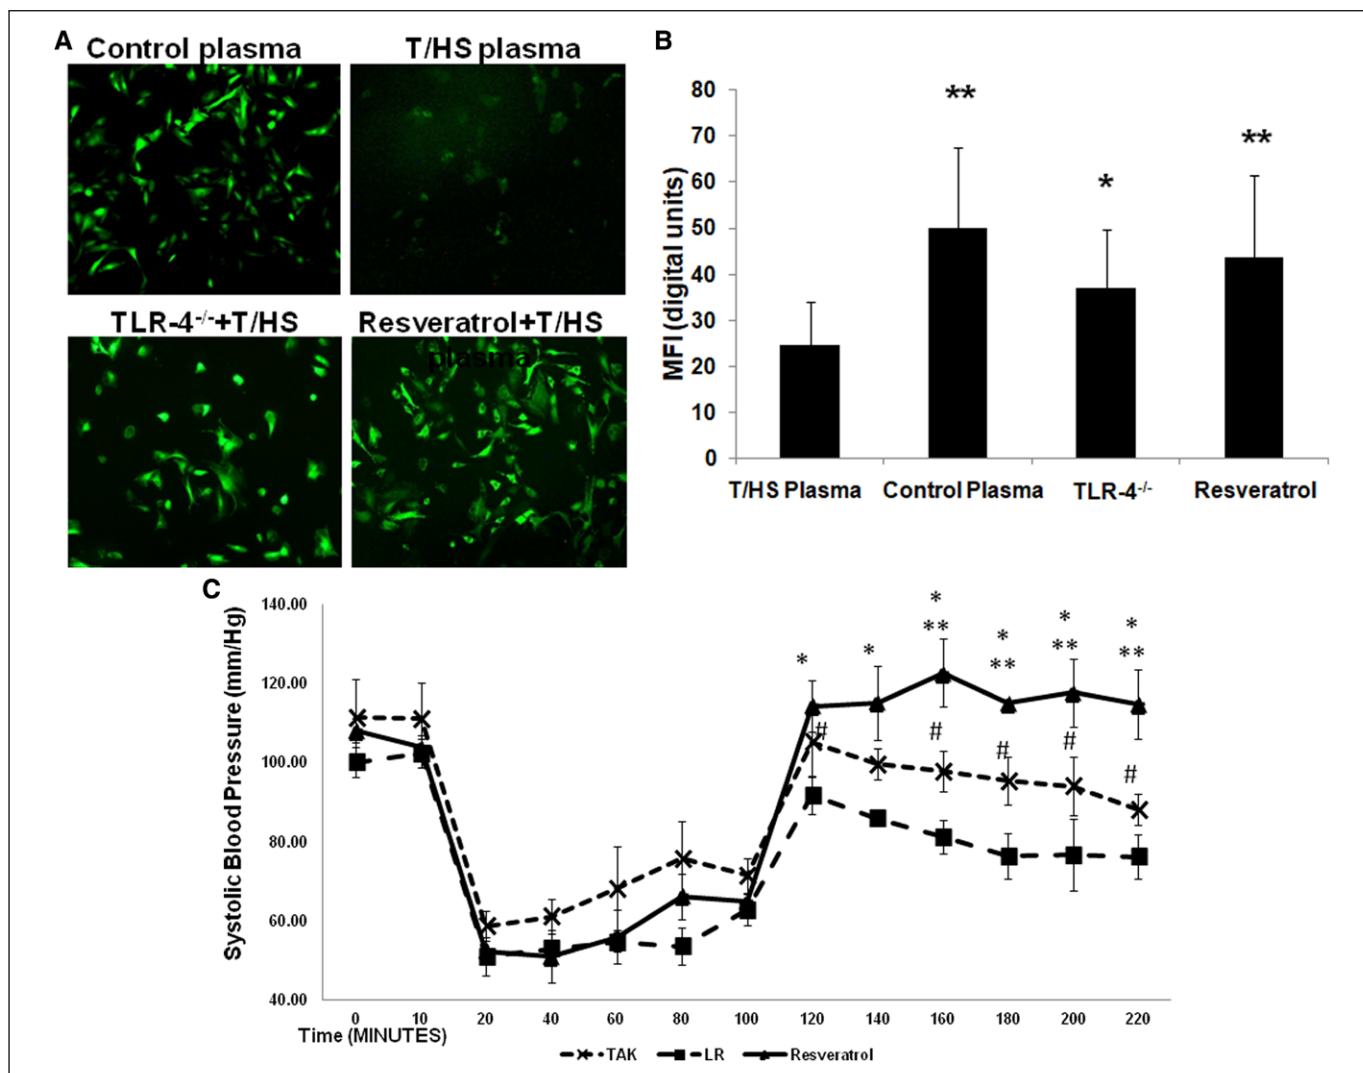 A
Control plasma
T/HS plasma
TLR-4-/-+T/HS
Resveratrol+T/HS
plasma
B
80
70
60
50
40
30
20
10
0
MFI (digital units)
**
*
**
T/HS Plasma
Control Plasma
TLR-4-/-
Resveratrol
C
140.00
120.00
100.00
80.00
60.00
40.00
Systolic Blood Pressure (mm/Hg)
* * * * * *
** ** ** **
# # # # #
0 10 20 40 60 80 100 120 140 160 180 200 220
Time (MINUTES)
TAK LR Resveratrol